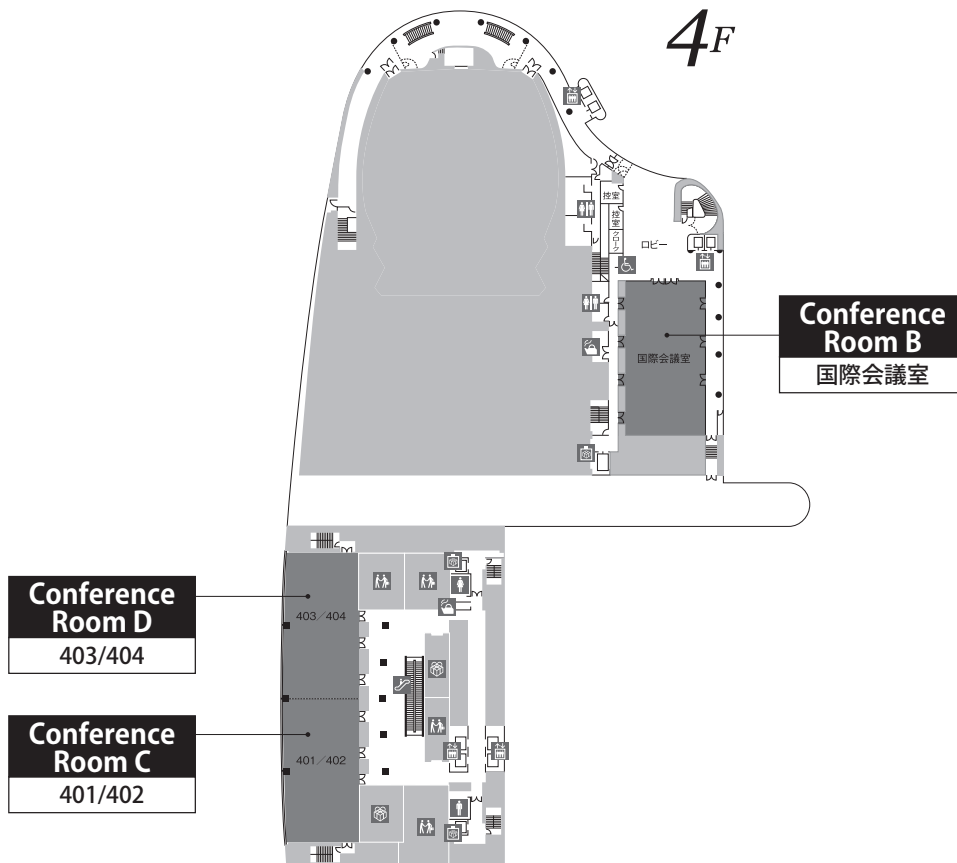 4F
控室
控室
クローク
ロビー
Conference
Room B
国際会議室
国際会議室
Conference
Room D
403/404
403／404
Conference
Room C
401/402
401／402